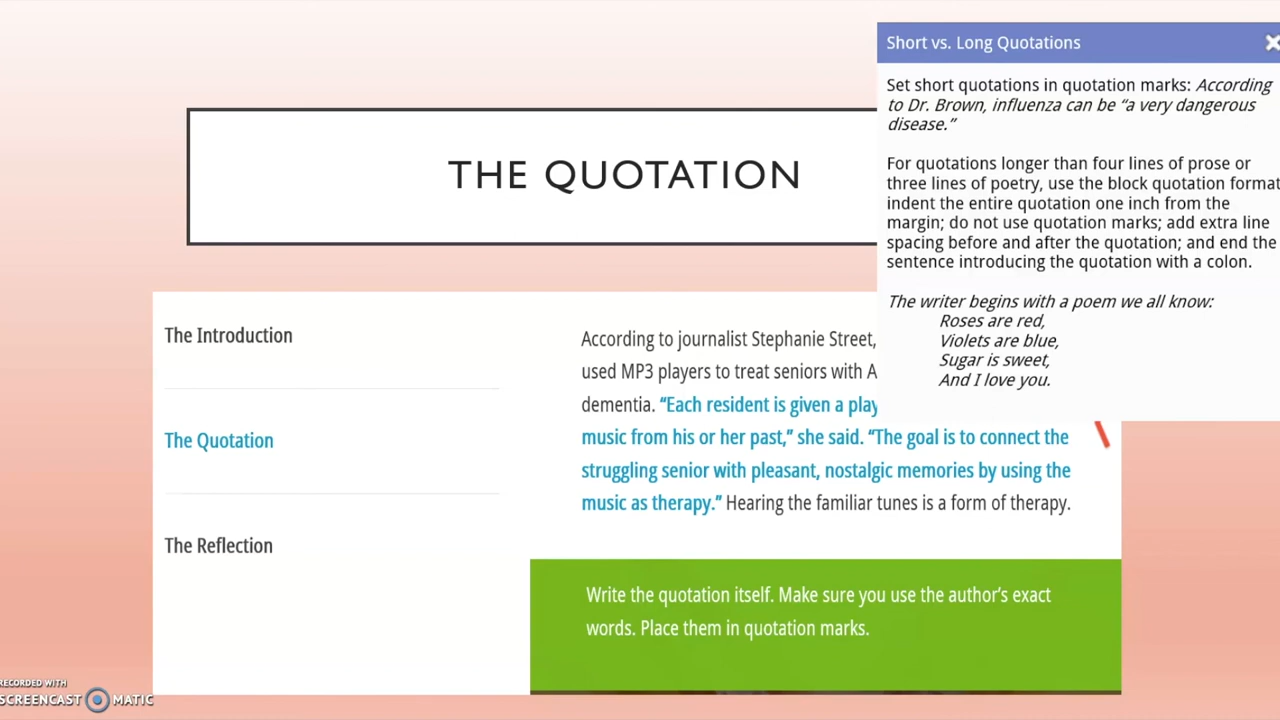 Short vs. Long Quotations
Set short quotations in quotation marks: According
to Dr. Brown, influenza can be “a very dangerous
disease.”
For quotations longer than four lines of prose or
three lines of poetry, use the block quotation format
indent the entire quotation one inch from the
margin; do not use quotation marks; add extra line
spacing before and after the quotation; and end the
sentence introducing the quotation with a colon.
The writer begins with a poem we all know:
Roses are red,
Violets are blue,
Sugar is sweet,
And I love you.
THE QUOTATION
The Introduction
The Quotation
The Reflection
According to journalist Stephanie Street,
used MP3 players to treat seniors with A
dementia. “Each resident is given a play
music from his or her past,” she said. “The goal is to connect the
struggling senior with pleasant, nostalgic memories by using the
music as therapy.” Hearing the familiar tunes is a form of therapy.
Write the quotation itself. Make sure you use the author’s exact
words. Place them in quotation marks.
RECORDED WITH
SCREENCAST MATIC